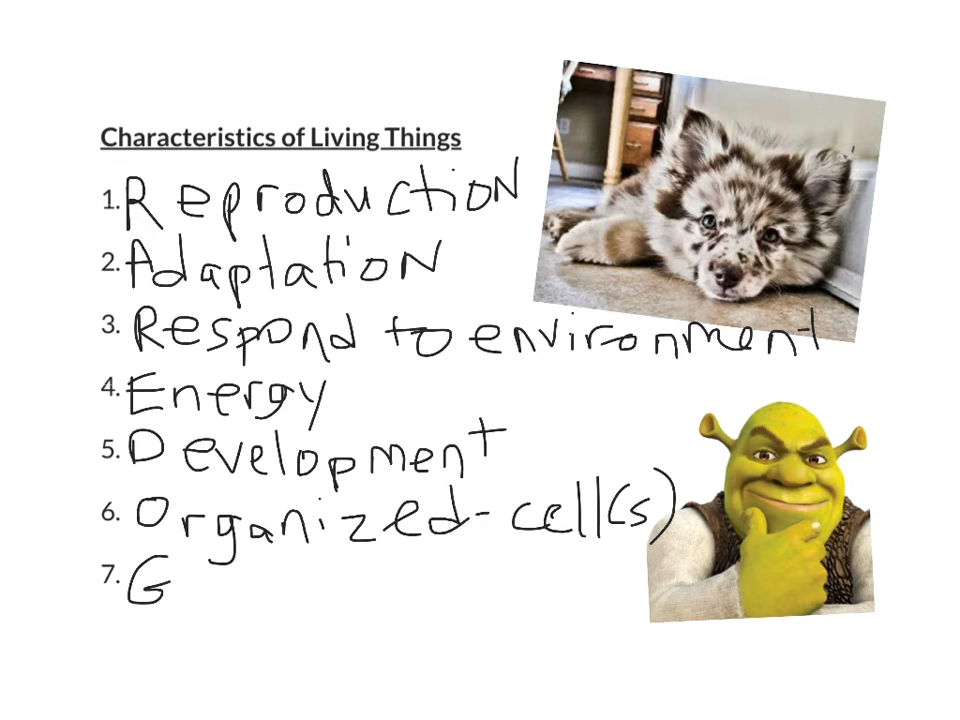 Characteristics of Living Things
1. Reproduction
2. Adaptation
3. Respond to environment
4. Energy
5. Development
6. Organized-cell(s)
7. G